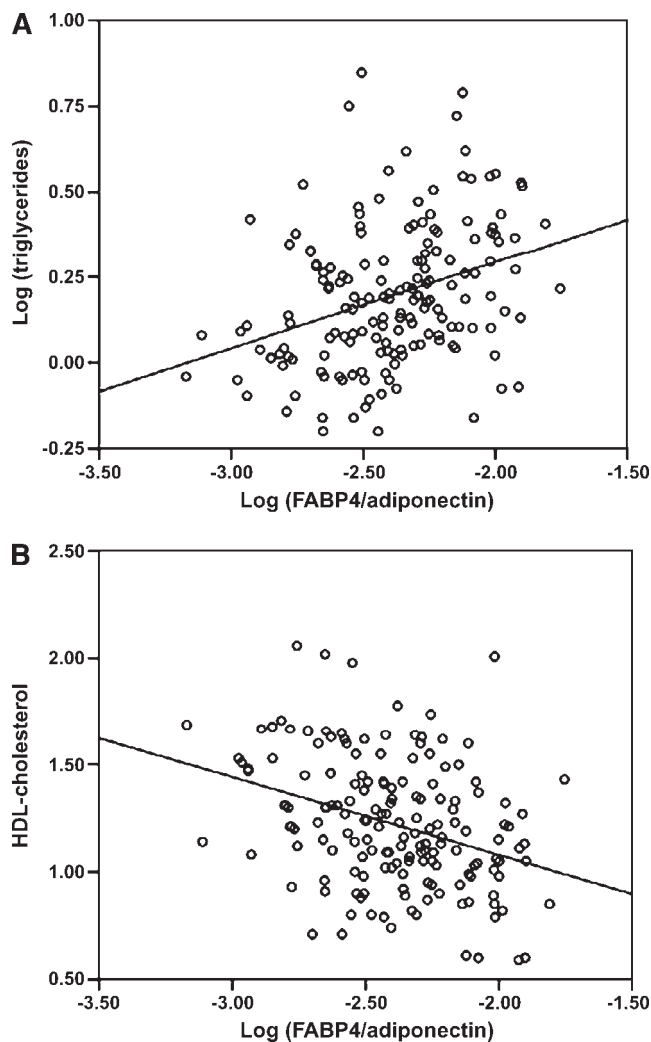 A
1.00
0.75
0.50
0.25
0.00
-0.25
Log (triglycerides)
-3.50 -3.00 -2.50 -2.00 -1.50
Log (FABP4/adiponectin)
B
2.50
2.00
1.50
1.00
0.50
HDL-cholesterol
-3.50 -3.00 -2.50 -2.00 -1.50
Log (FABP4/adiponectin)